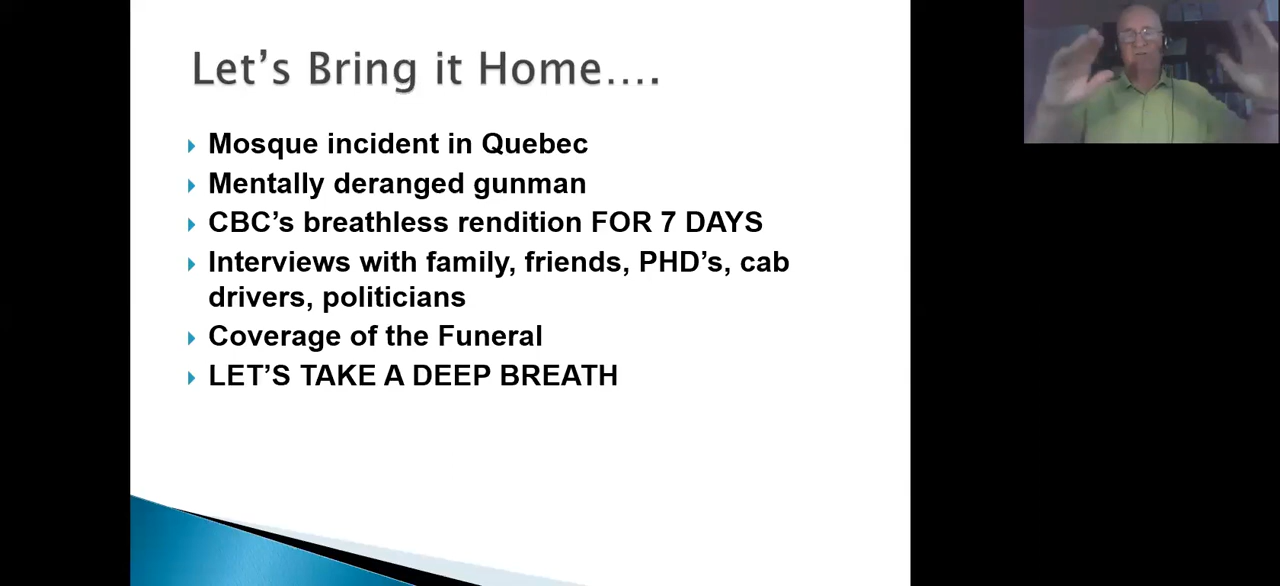 Let's Bring it Home....
Mosque incident in Quebec
Mentally deranged gunman
CBC's breathless rendition FOR 7 DAYS
Interviews with family, friends, PHD's, cab
drivers, politicians
Coverage of the Funeral
LET'S TAKE A DEEP BREATH